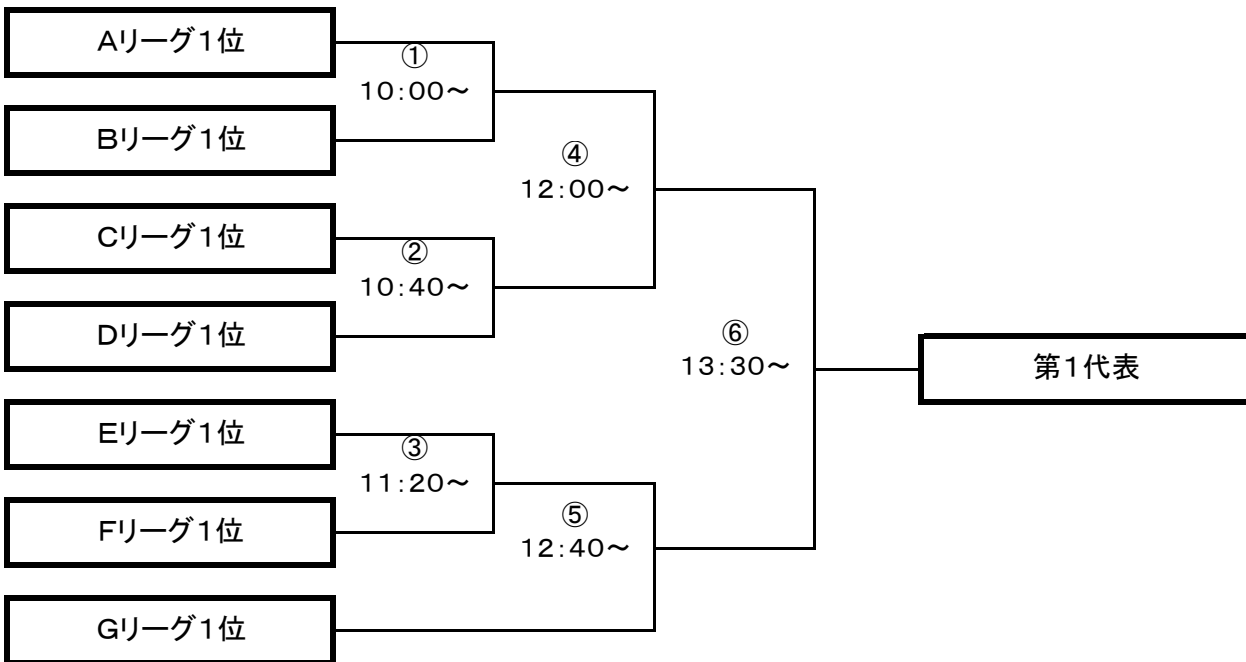 Aリーグ1位
①
10:00～
Bリーグ1位
④
12:00～
Cリーグ1位
②
10:40～
Dリーグ1位
⑥
13:30～
第1代表
Eリーグ1位
③
11:20～
Fリーグ1位
⑤
12:40～
Gリーグ1位